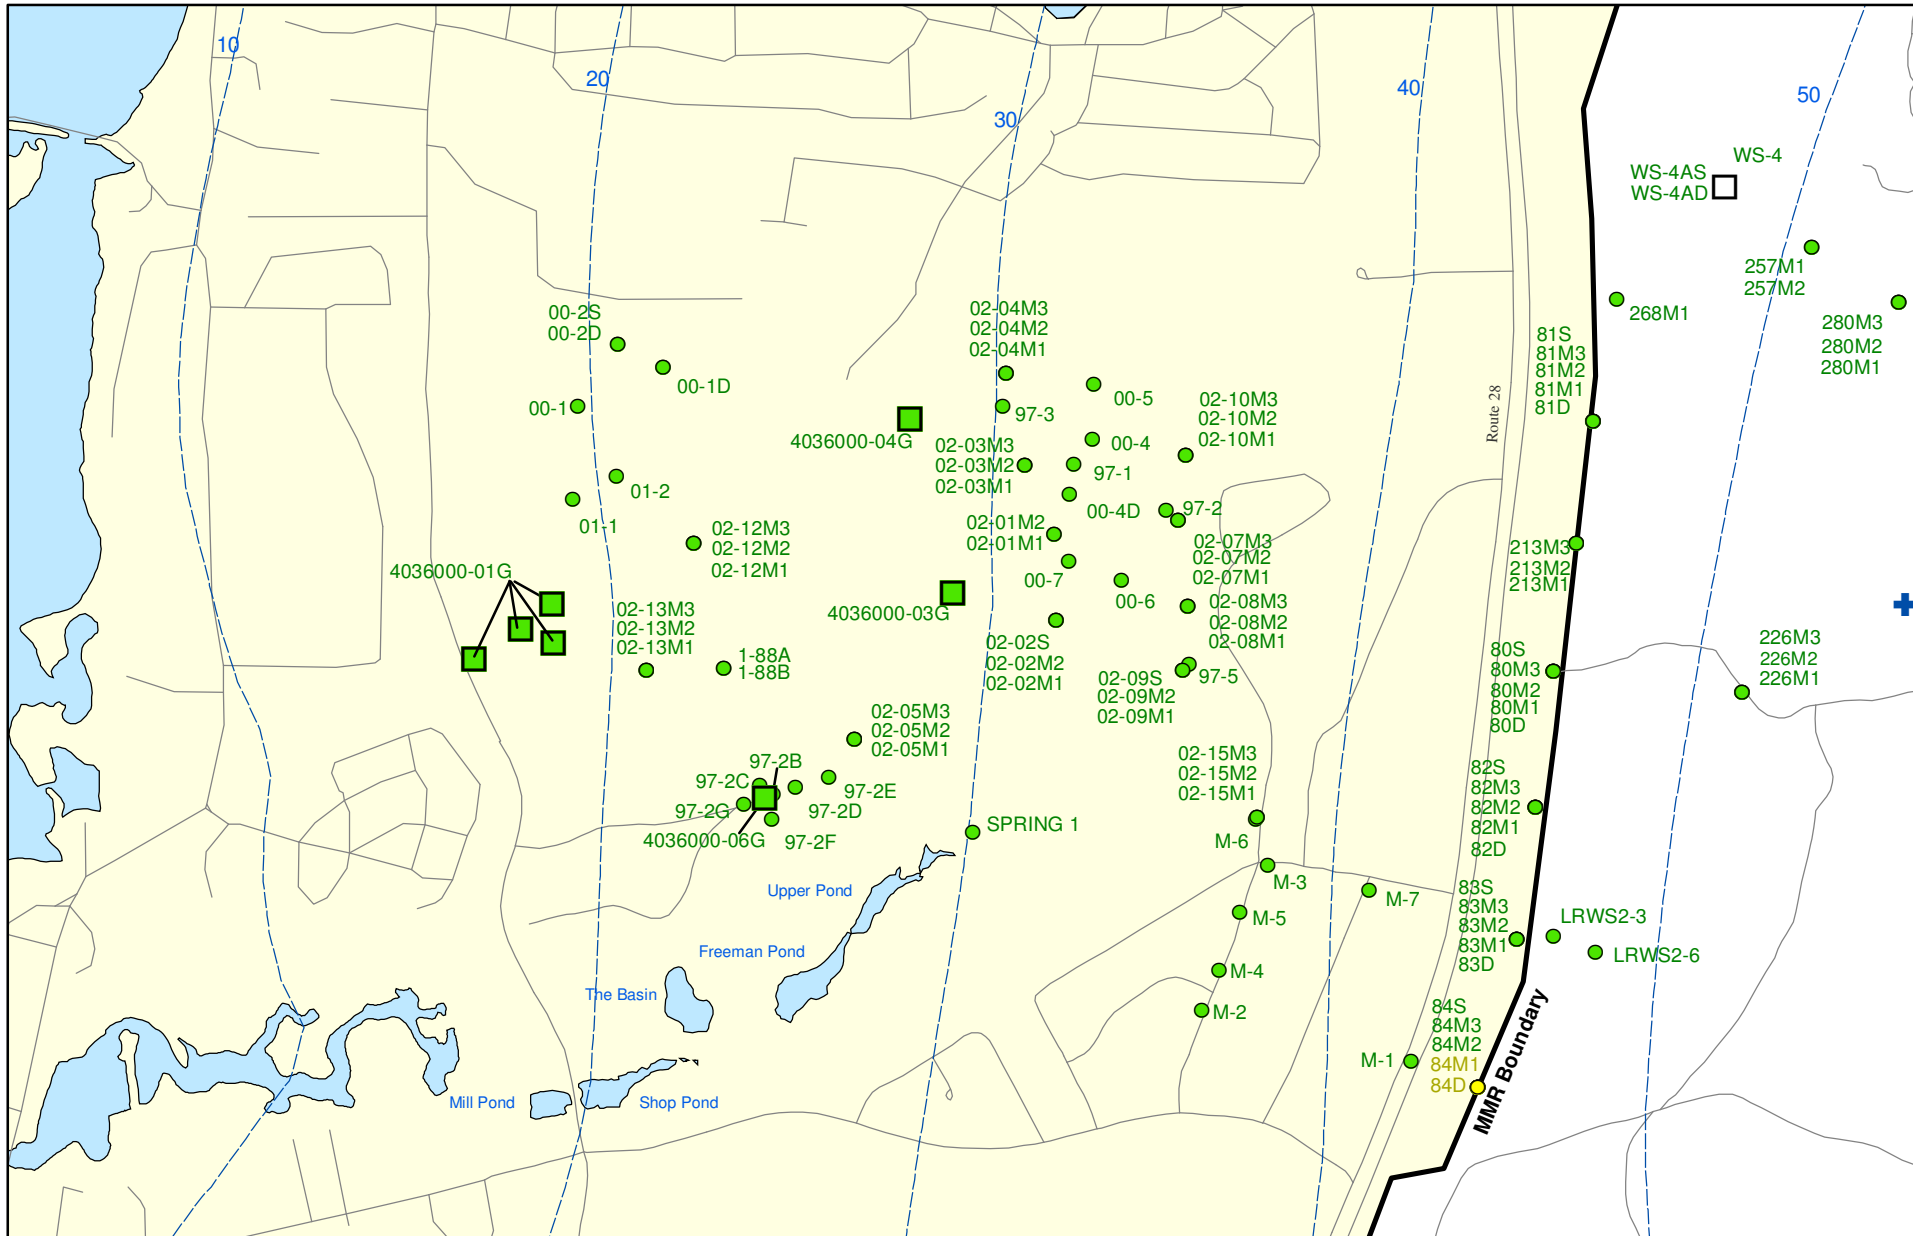 10
20
30
40
50
WS-4
WS-4AS
WS-4AD
257M1
257M2
268M1
280M3
280M2
280M1
00-2S
00-2D
00-1D
00-1
02-04M3
02-04M2
02-04M1
97-3
00-5
02-10M3
02-10M2
02-10M1
Route 28
81S
81M3
81M2
81M1
81D
4036000-04G
00-4
02-03M3
02-03M2
02-03M1
97-1
01-2
01-1
00-4D
97-2
02-12M3
02-12M2
02-12M1
02-01M2
02-01M1
02-07M3
02-07M2
02-07M1
213M3
213M2
213M1
4036000-01G
00-7
00-6
4036000-03G
02-13M3
02-13M2
02-13M1
02-08M3
02-08M2
02-08M1
1-88A
1-88B
02-02S
02-02M2
02-02M1
02-09S
02-09M2
02-09M1
97-5
80S
80M3
80M2
80M1
80D
226M3
226M2
226M1
02-05M3
02-05M2
02-05M1
97-2B
97-2C
97-2E
97-2G
97-2D
4036000-06G
97-2F
02-15M3
02-15M2
02-15M1
82S
82M3
82M2
82M1
82D
SPRING 1
M-6
M-3
M-7
M-5
Upper Pond
83S
83M3
83M2
83M1
83D
LRWS2-3
LRWS2-6
Freeman Pond
M-4
The Basin
M-2
84S
84M3
84M2
84M1
84D
M-1
MMR Boundary
Mill Pond
Shop Pond